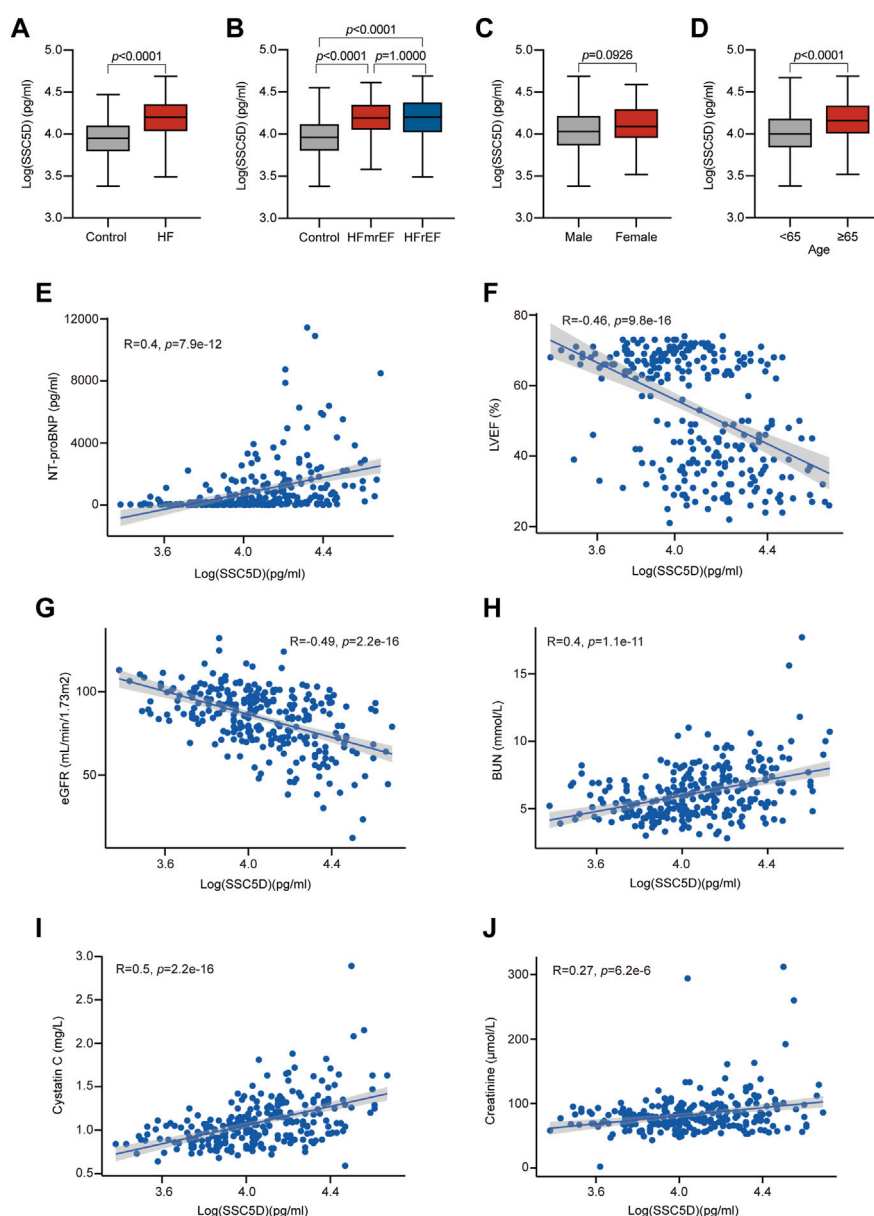 A
p<0.0001
Log(SSC5D) (pg/ml)
5.0
4.5
4.0
3.5
3.0
Control HF
B
p<0.0001
p<0.0001 p=1.0000
Log(SSC5D) (pg/ml)
5.0
4.5
4.0
3.5
3.0
Control HFmrEF HFrEF
C
p=0.0926
Log(SSC5D) (pg/ml)
5.0
4.5
4.0
3.5
3.0
Male Female
D
p<0.0001
Log(SSC5D) (pg/ml)
5.0
4.5
4.0
3.5
3.0
<65 ≥65
Age
E
R=0.4, p=7.9e-12
NT-proBNP (pg/ml)
12000
8000
4000
0
3.6 4.0 4.4
Log(SSC5D)(pg/ml)
F
R=-0.46, p=9.8e-16
LVEF (%)
80
60
40
20
3.6 4.0 4.4
Log(SSC5D)(pg/ml)
G
R=-0.49, p=2.2e-16
eGFR (mL/min/1.73m2)
100
50
3.6 4.0 4.4
Log(SSC5D)(pg/ml)
H
R=0.4, p=1.1e-11
BUN (mmol/L)
15
10
5
3.6 4.0 4.4
Log(SSC5D)(pg/ml)
I
R=0.5, p=2.2e-16
Cystatin C (mg/L)
3.0
2.5
2.0
1.5
1.0
0.5
3.6 4.0 4.4
Log(SSC5D)(pg/ml)
J
R=0.27, p=6.2e-6
Creatinine (μmol/L)
300
200
100
0
3.6 4.0 4.4
Log(SSC5D)(pg/ml)